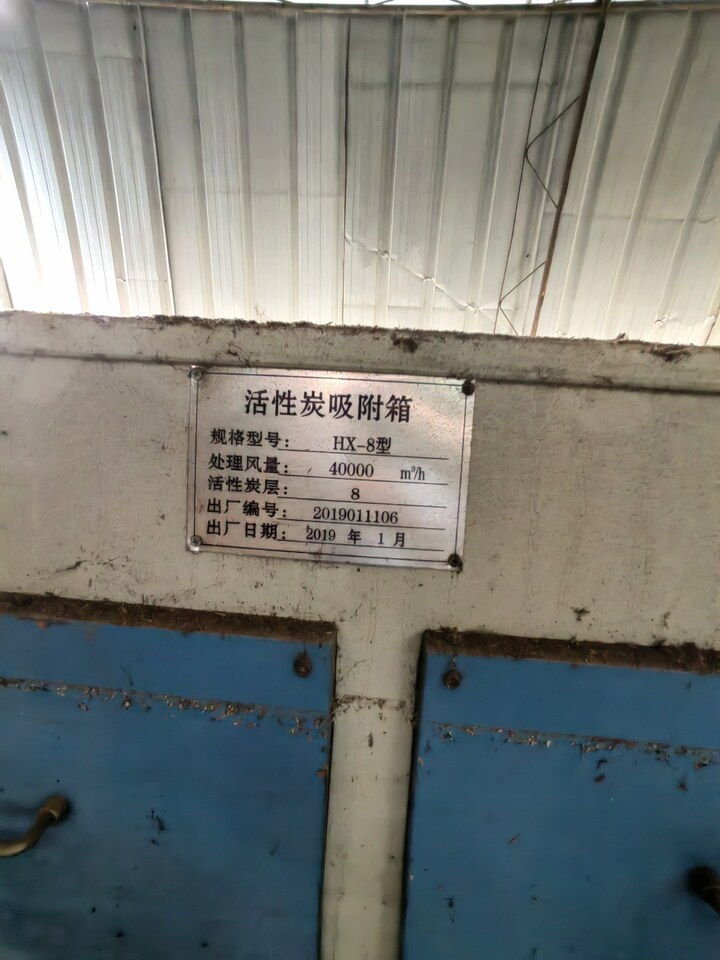 活性炭吸附箱
规格型号： HX-8型
处理风量： 40000 m³/h
活性炭层： 8
出厂编号： 2019011106
出厂日期： 2019 年 1 月